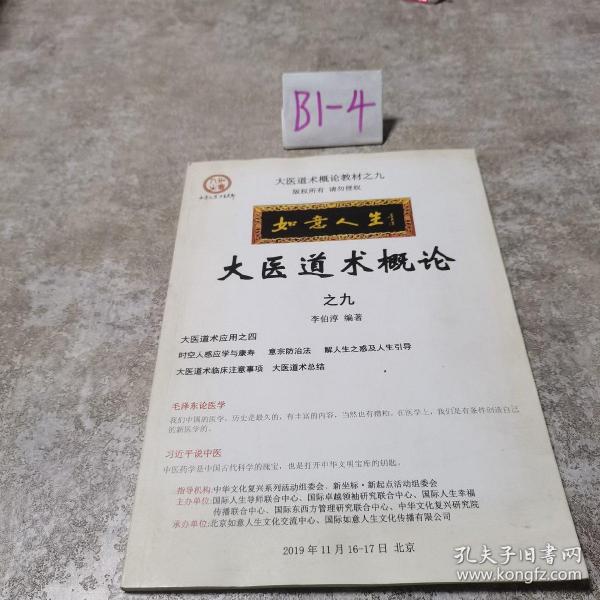 B1-4
大医道术概论教材之九
版权所有 请勿侵权
如意人生
大医道术概论
之九
李伯淳 编著
大医道术应用之四
时空人感应学与康寿 意宗防治法 解人生之惑及人生引导
大医道术临床注意事项 大医道术总结
毛泽东论医学
我们中国的医学，历史是最久的，有丰富的内容，当然也有糟粕。在医学上，我们是有条件创造自己
的新医学的。
习近平说中医
中医药学是中国古代科学的瑰宝，也是打开中华文明宝库的钥匙。
指导机构:中华文化复兴系列活动组委会、新坐标·新起点活动组委会
主办单位:国际人生导师联合中心、国际卓越领袖研究联合中心、国际人生幸福
传播联合中心、国际东西方管理研究联合中心、中华文化复兴研究院
承办单位:北京如意人生文化交流中心、国际如意人生文化传播有限公司
2019 年 11 月 16-17 日 北京
孔夫子旧书网
www.kongfz.com